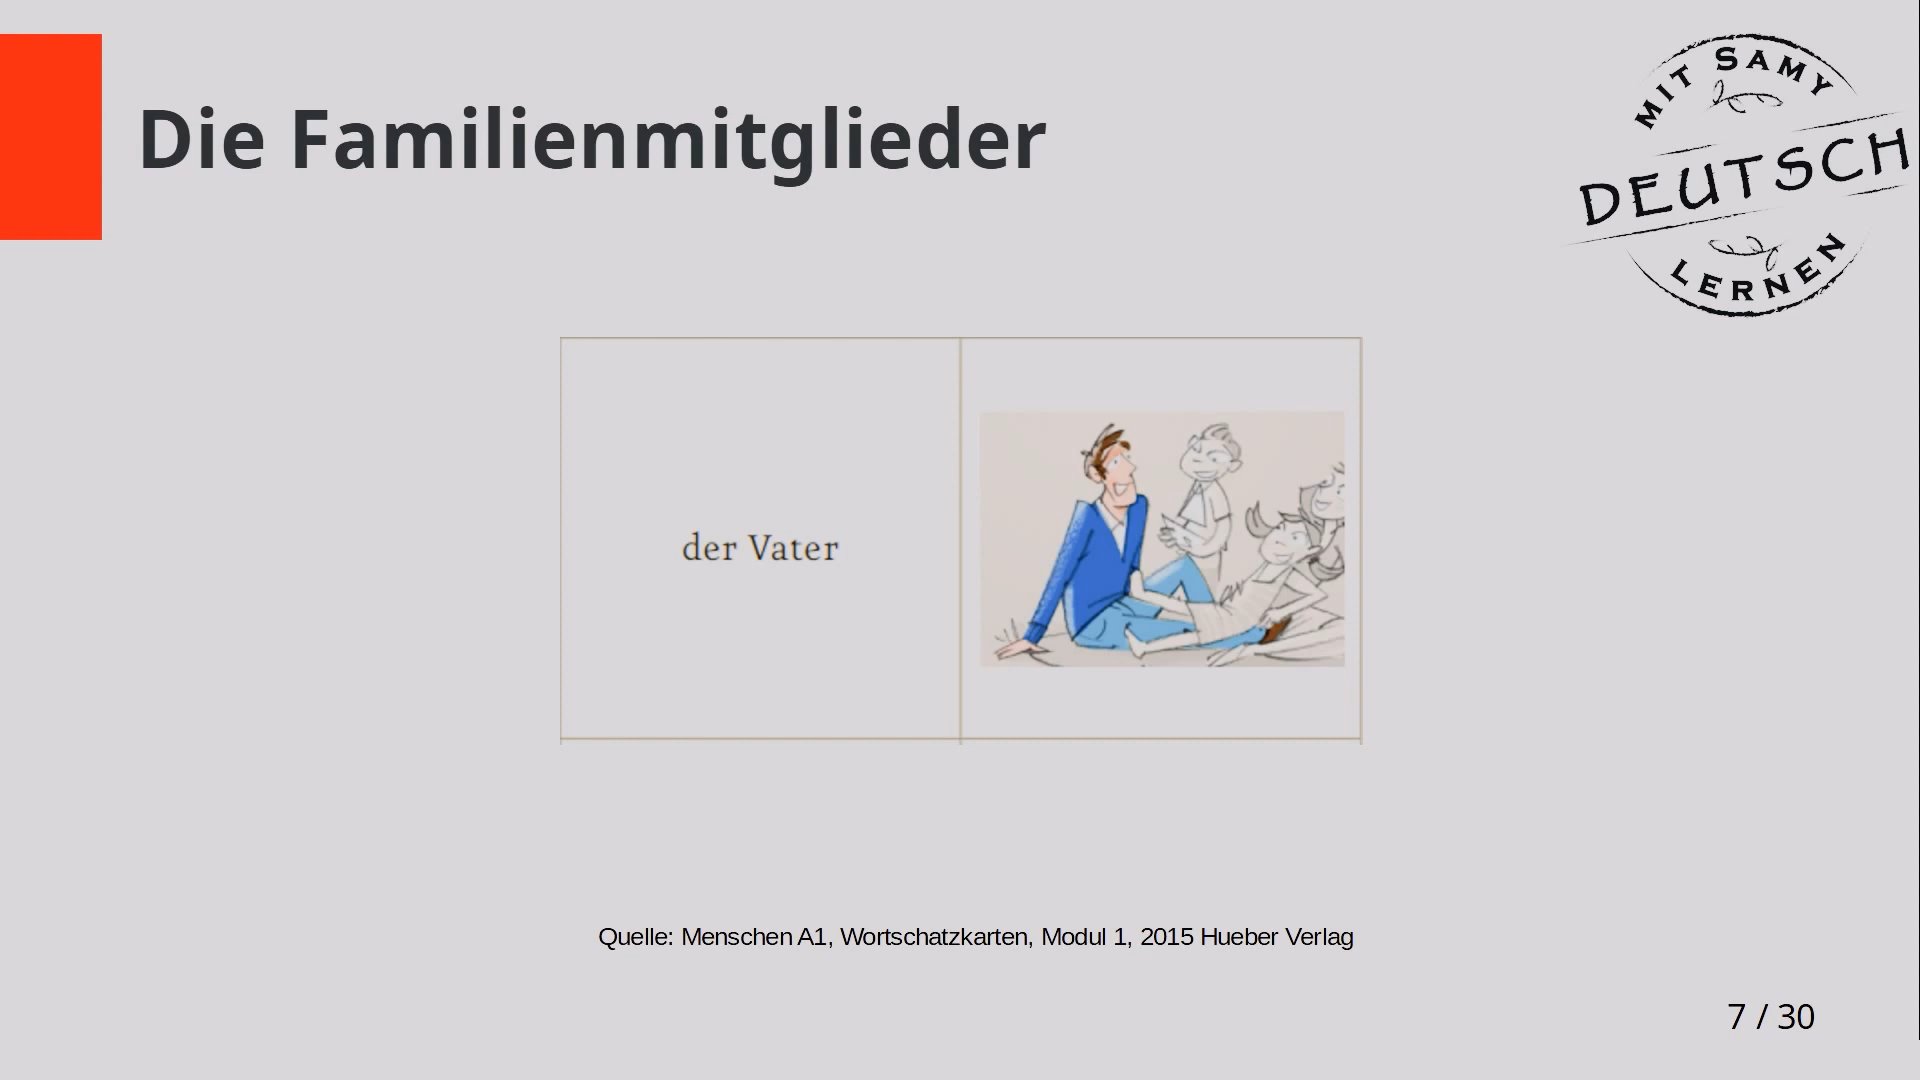 Die Familienmitglieder
MIT SAMY
DEUTSCH
LERNEN
der Vater
Quelle: Menschen A1, Wortschatzkarten, Modul 1, 2015 Hueber Verlag
7 / 30